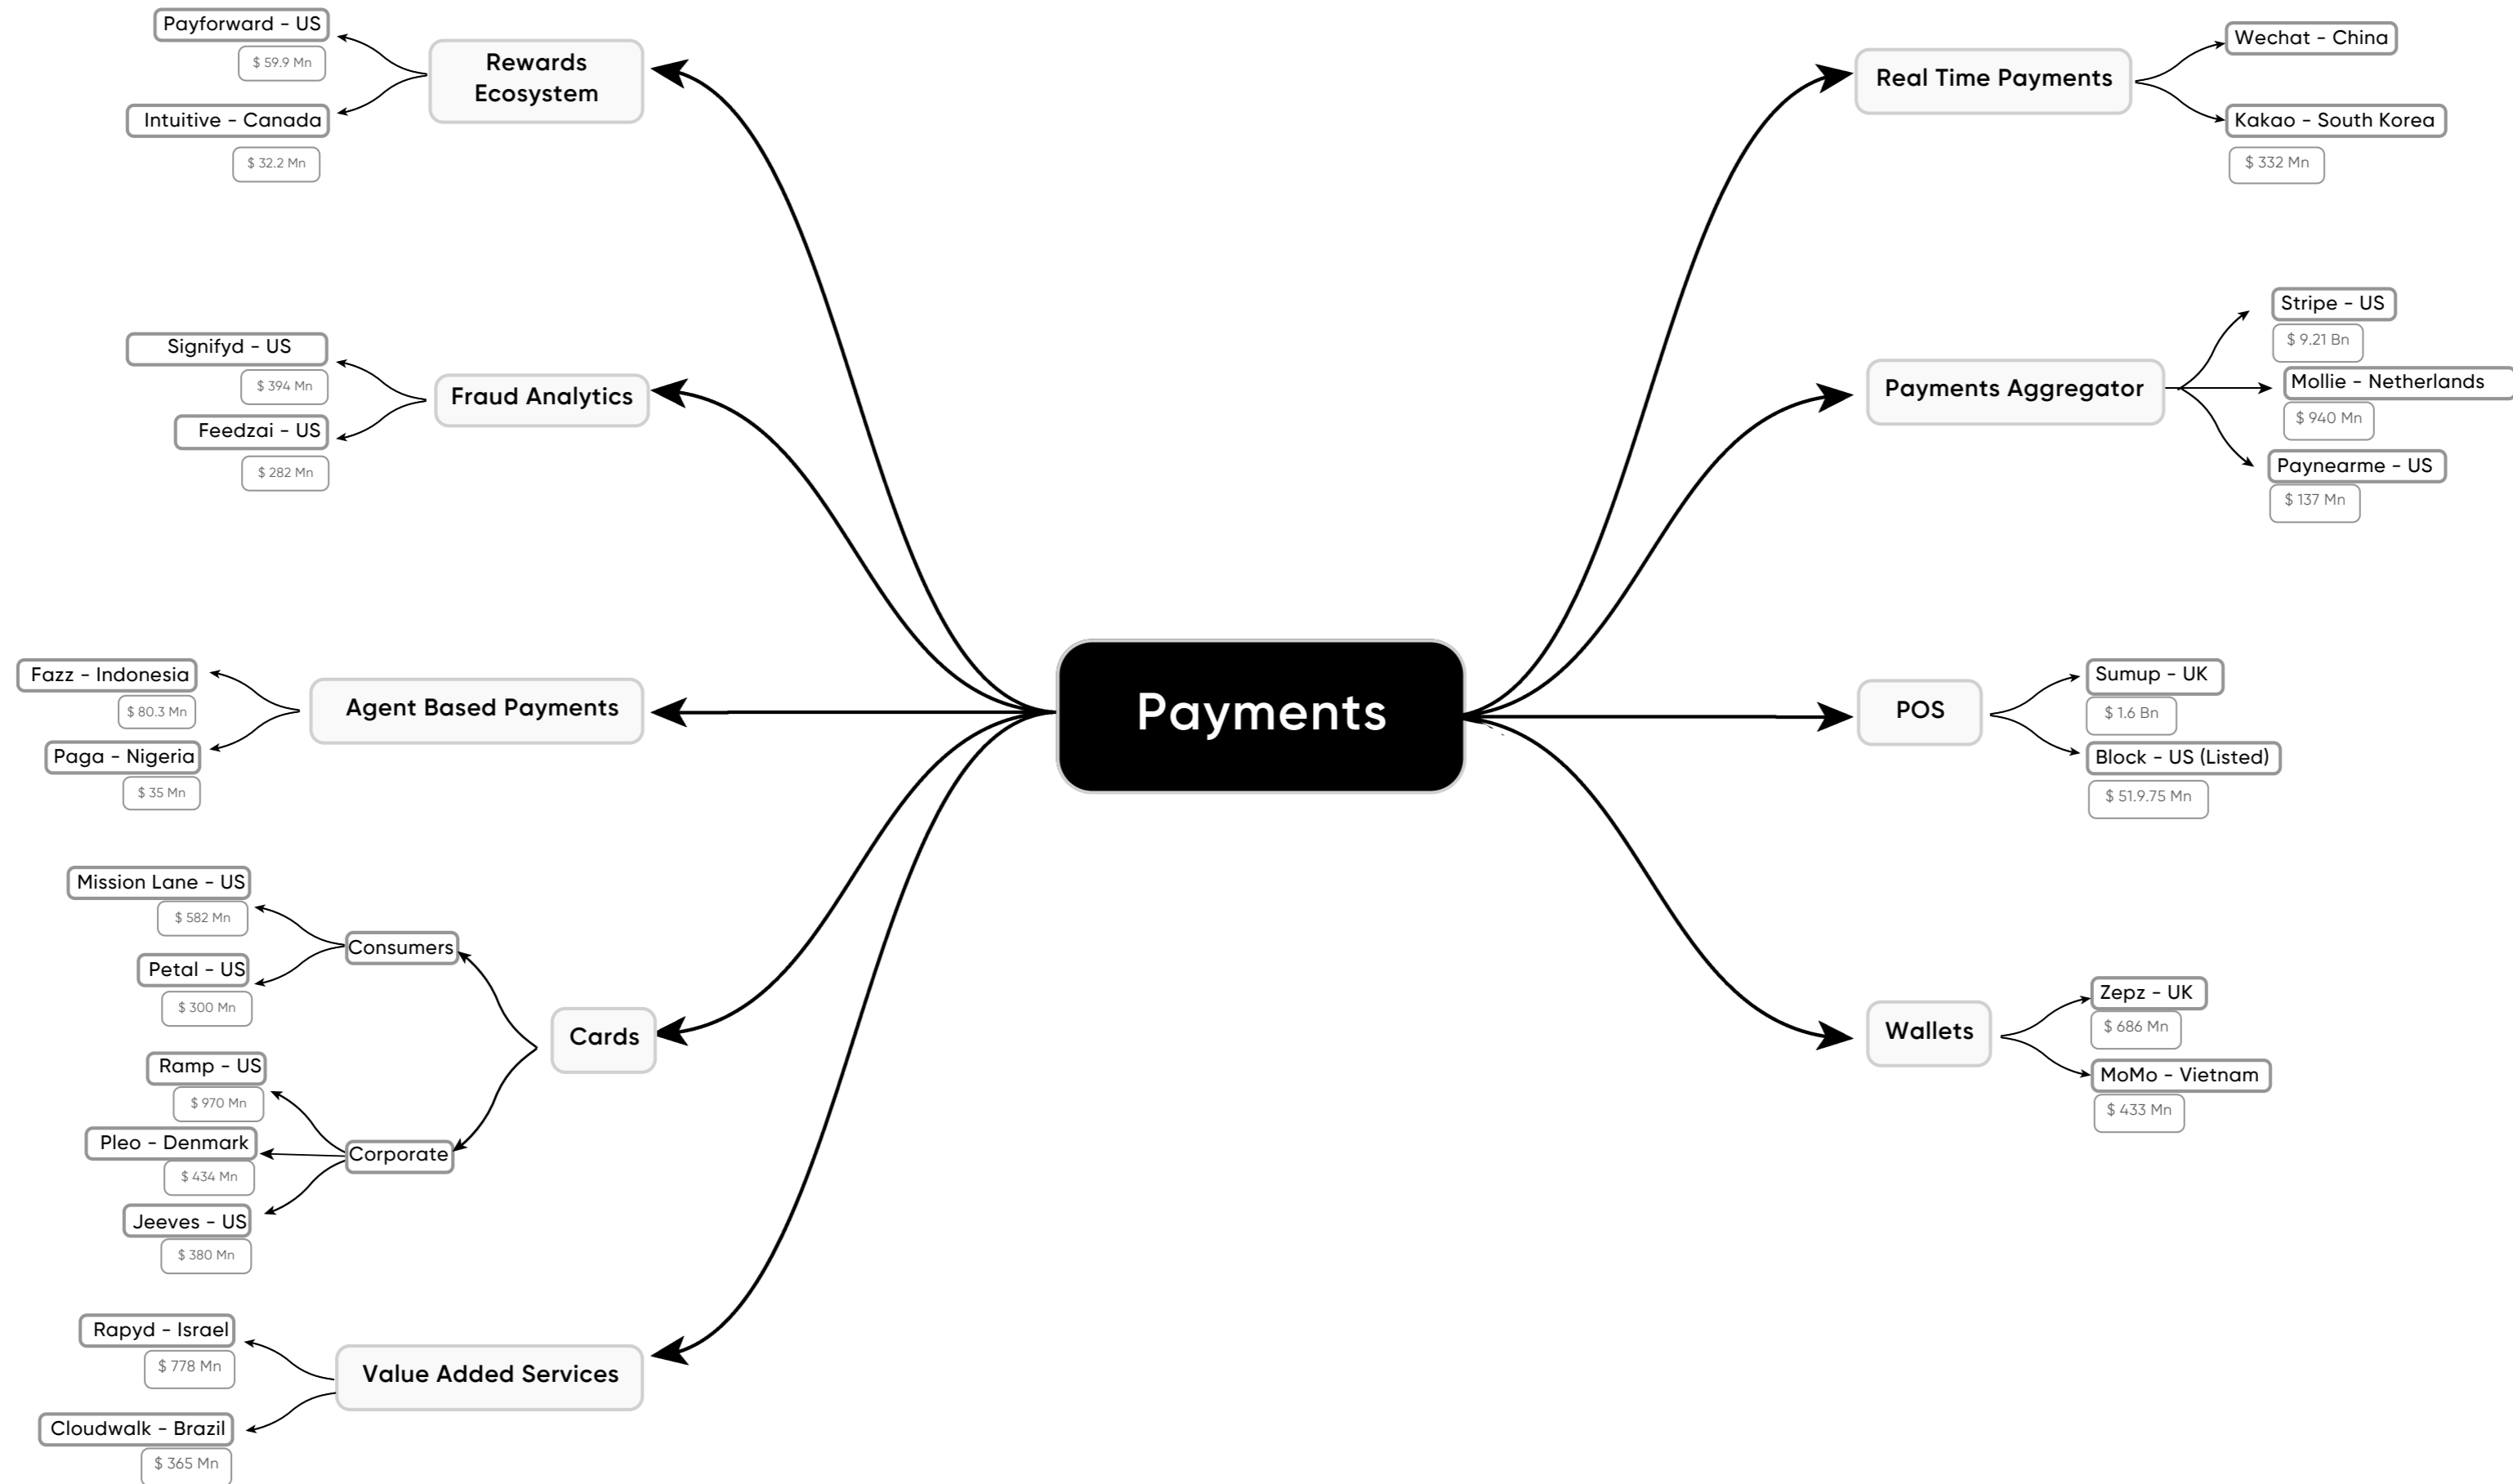 Payments
Rewards
Ecosystem
Payforward - US
$ 59.9 Mn
Intuitive - Canada
$ 32.2 Mn
Fraud Analytics
Signifyd - US
$ 394 Mn
Feedzai - US
$ 282 Mn
Agent Based Payments
Fazz - Indonesia
$ 80.3 Mn
Paga - Nigeria
$ 35 Mn
Cards
Consumers
Mission Lane - US
$ 582 Mn
Petal - US
$ 300 Mn
Corporate
Ramp - US
$ 970 Mn
Pleo - Denmark
$ 434 Mn
Jeeves - US
$ 380 Mn
Value Added Services
Rapyd - Israel
$ 778 Mn
Cloudwalk - Brazil
$ 365 Mn
Real Time Payments
Wechat - China
Kakao - South Korea
$ 332 Mn
Payments Aggregator
Stripe - US
$ 9.21 Bn
Mollie - Netherlands
$ 940 Mn
Paynearme - US
$ 137 Mn
POS
Sumup - UK
$ 1.6 Bn
Block - US (Listed)
$ 51.9.75 Mn
Wallets
Zepz - UK
$ 686 Mn
MoMo - Vietnam
$ 433 Mn